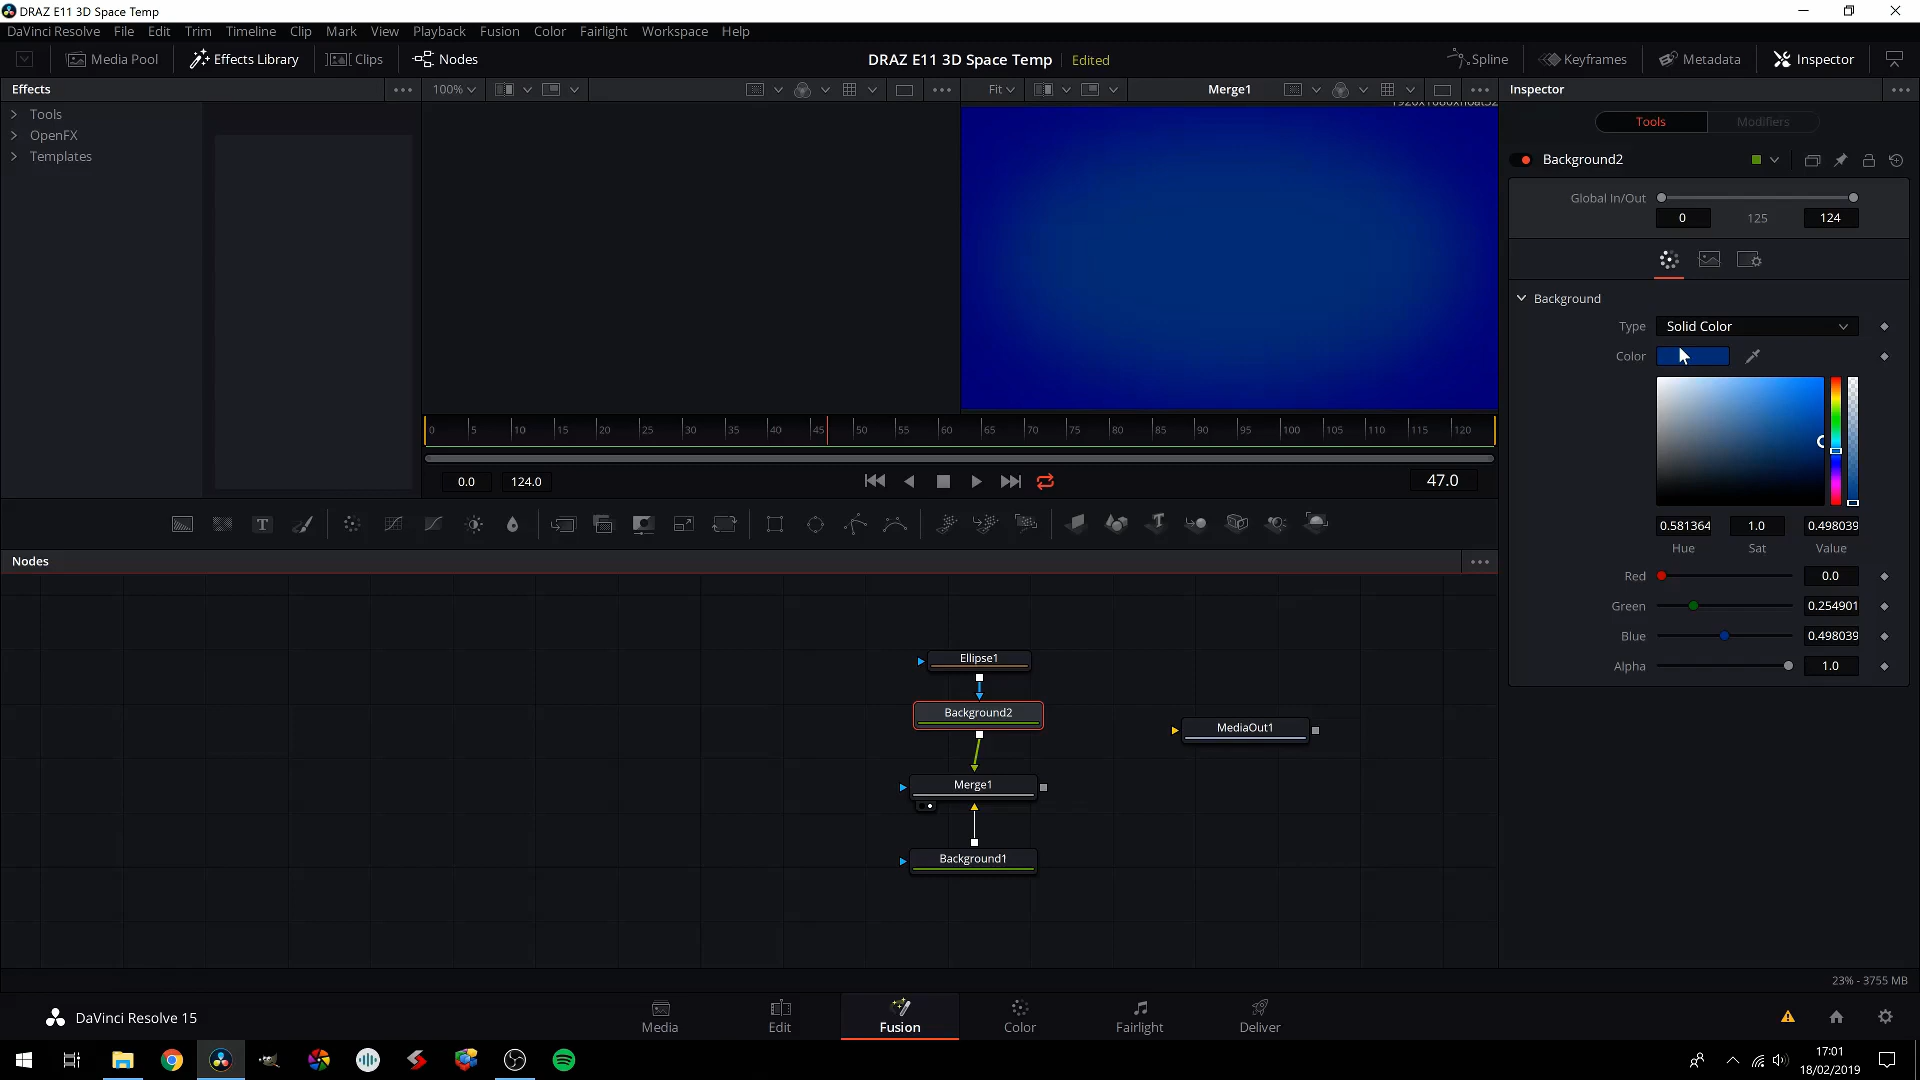 DRAZ E11 3D Space Temp
DaVinci Resolve File Edit Trim Timeline Clip Mark View Playback Fusion Color Fairlight Workspace Help
Media Pool Effects Library Clips Nodes DRAZ E11 3D Space Temp Edited Spline Keyframes Metadata Inspector
Effects 100% Fit Merge1 Inspector
Tools
OpenFX
Templates
1920x1080xfloat32
Tools Modifiers
Background2
Global In/Out
0 125 124
Background
Type Solid Color
Color
0 5 10 15 20 25 30 35 40 45 50 55 60 65 70 75 80 85 90 95 100 105 110 115 120
0.0 124.0 47.0
0.581364 1.0 0.498039
Hue Sat Value
Red 0.0
Green 0.254901
Blue 0.498039
Alpha 1.0
Nodes
Ellipse1
Background2
MediaOut1
Merge1
Background1
23% - 3755 MB
DaVinci Resolve 15
Media Edit Fusion Color Fairlight Deliver
17:01
18/02/2019